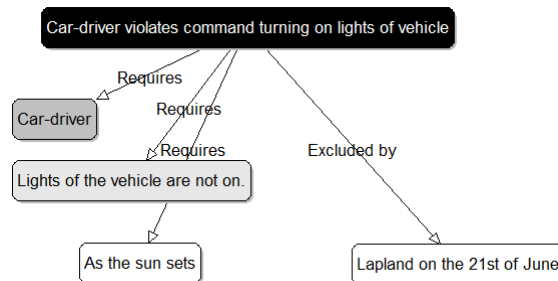 Car-driver violates command turning on lights of vehicle
Requires
Car-driver
Requires
Requires
Excluded by
Lights of the vehicle are not on.
As the sun sets
Lapland on the 21st of June